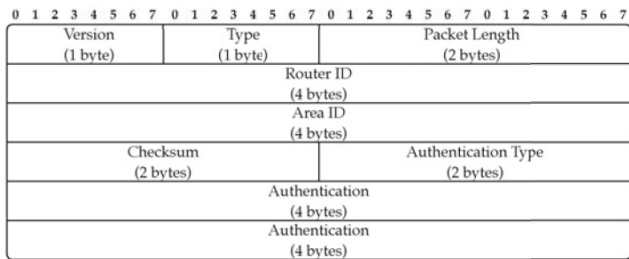 0 1 2 3 4 5 6 7 0 1 2 3 4 5 6 7 0 1 2 3 4 5 6 7 0 1 2 3 4 5 6 7
Version Type Packet Length
(1 byte) (1 byte) (2 bytes)
Router ID
(4 bytes)
Area ID
(4 bytes)
Checksum Authentication Type
(2 bytes) (2 bytes)
Authentication
(4 bytes)
Authentication
(4 bytes)